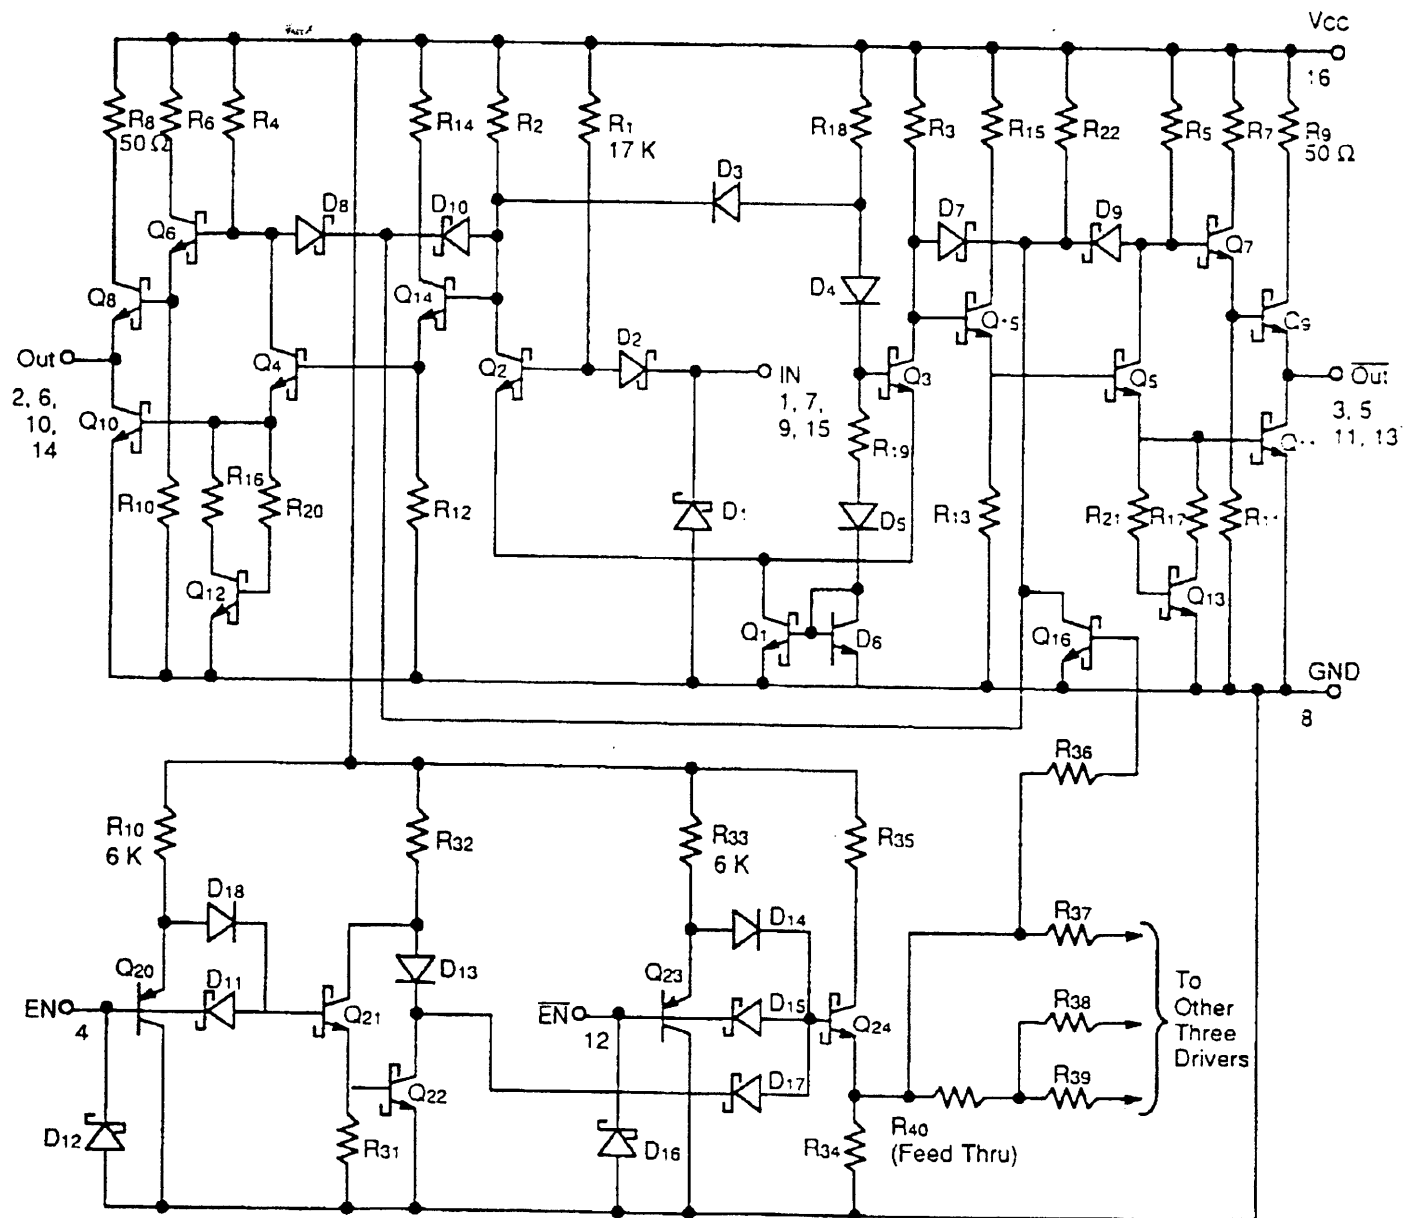 Vcc
16
R8
50 Ω
R6
R4
R14
R2
R1
17 K
R18
R3
R15
R22
R5
R7
R9
50 Ω
D3
D8
D10
D7
D9
Q6
Q7
Q8
Q14
D4
Out
2, 6,
10,
14
Q4
Q2
D2
IN
1, 7,
9, 15
Q3
Q5
Out
3, 5
11, 13
Q10
R19
R10
R16
R20
R12
D1
D5
R13
R21
R17
Q12
Q1
D6
Q16
Q13
GND
8
R36
R10
6 K
R32
R33
6 K
R35
D18
D14
R37
Q20
D11
D13
Q23
D15
EN
4
Q21
EN
12
Q24
R38
To
Other
Three
Drivers
Q22
D17
R39
D12
R31
D16
R34
R40
(Feed Thru)